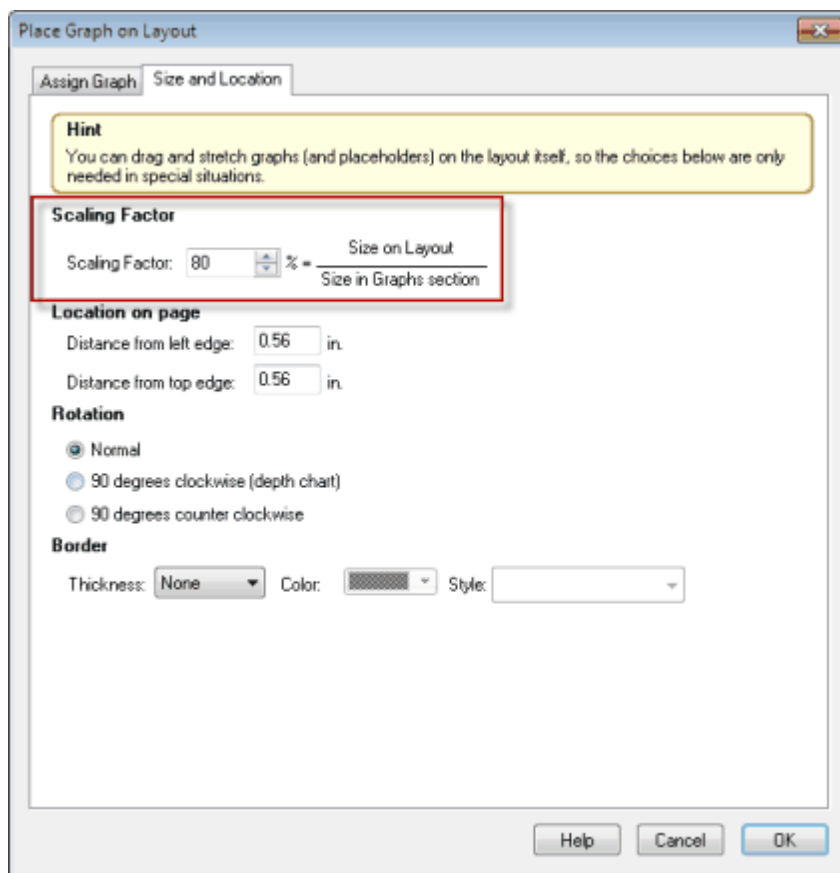 Place Graph on Layout
Assign Graph
Size and Location
Hint
You can drag and stretch graphs (and placeholders) on the layout itself, so the choices below are only
needed in special situations.
Scaling Factor
Scaling Factor: 80 % = Size on Layout
Size in Graphs section
Location on page
Distance from left edge: 0.56 in.
Distance from top edge: 0.56 in.
Rotation
Normal
90 degrees clockwise (depth chart)
90 degrees counter clockwise
Border
Thickness: None Color: Style:
Help Cancel OK